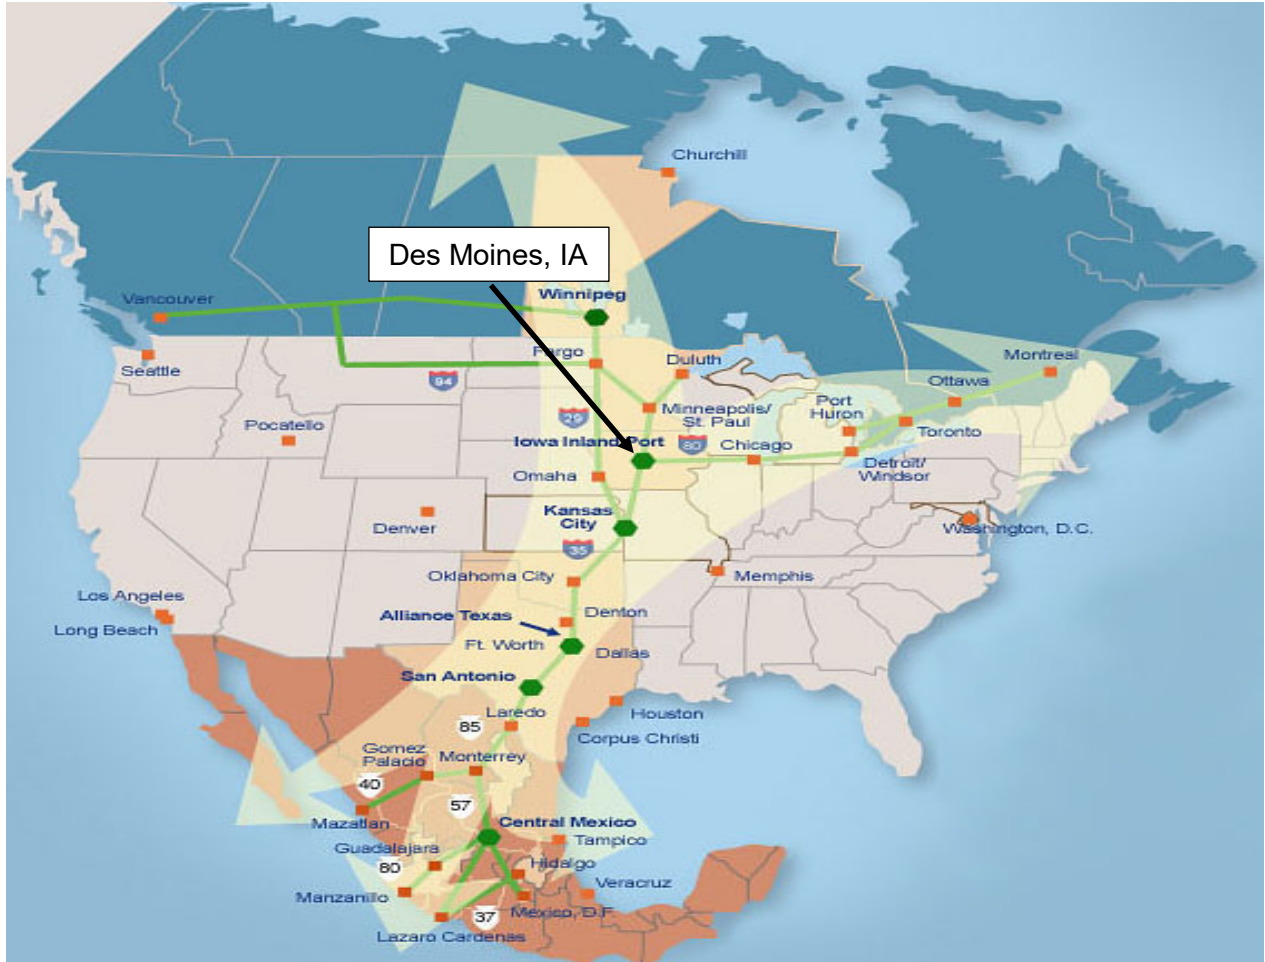 Churchill
Des Moines, IA
Winnipeg
Vancouver
Fargo
Duluth
Montreal
Seattle
94
Ottawa
29
Minneapolis/
St. Paul
Port
Huron
Pocatello
Toronto
Iowa Inland Port
80
Chicago
Omaha
Detroit/
Windsor
Kansas
City
Denver
Washington, D.C.
35
Oklahoma City
Memphis
Los Angeles
Long Beach
Alliance Texas
Denton
Ft. Worth
Dallas
San Antonio
Laredo
Houston
85
Corpus Christi
Gomez
Palacio
Monterrey
40
57
Mazatlan
Central Mexico
Tampico
Guadalajara
80
Hidalgo
Veracruz
Manzanillo
37
Mexico, D.F.
Lazaro Cardenas